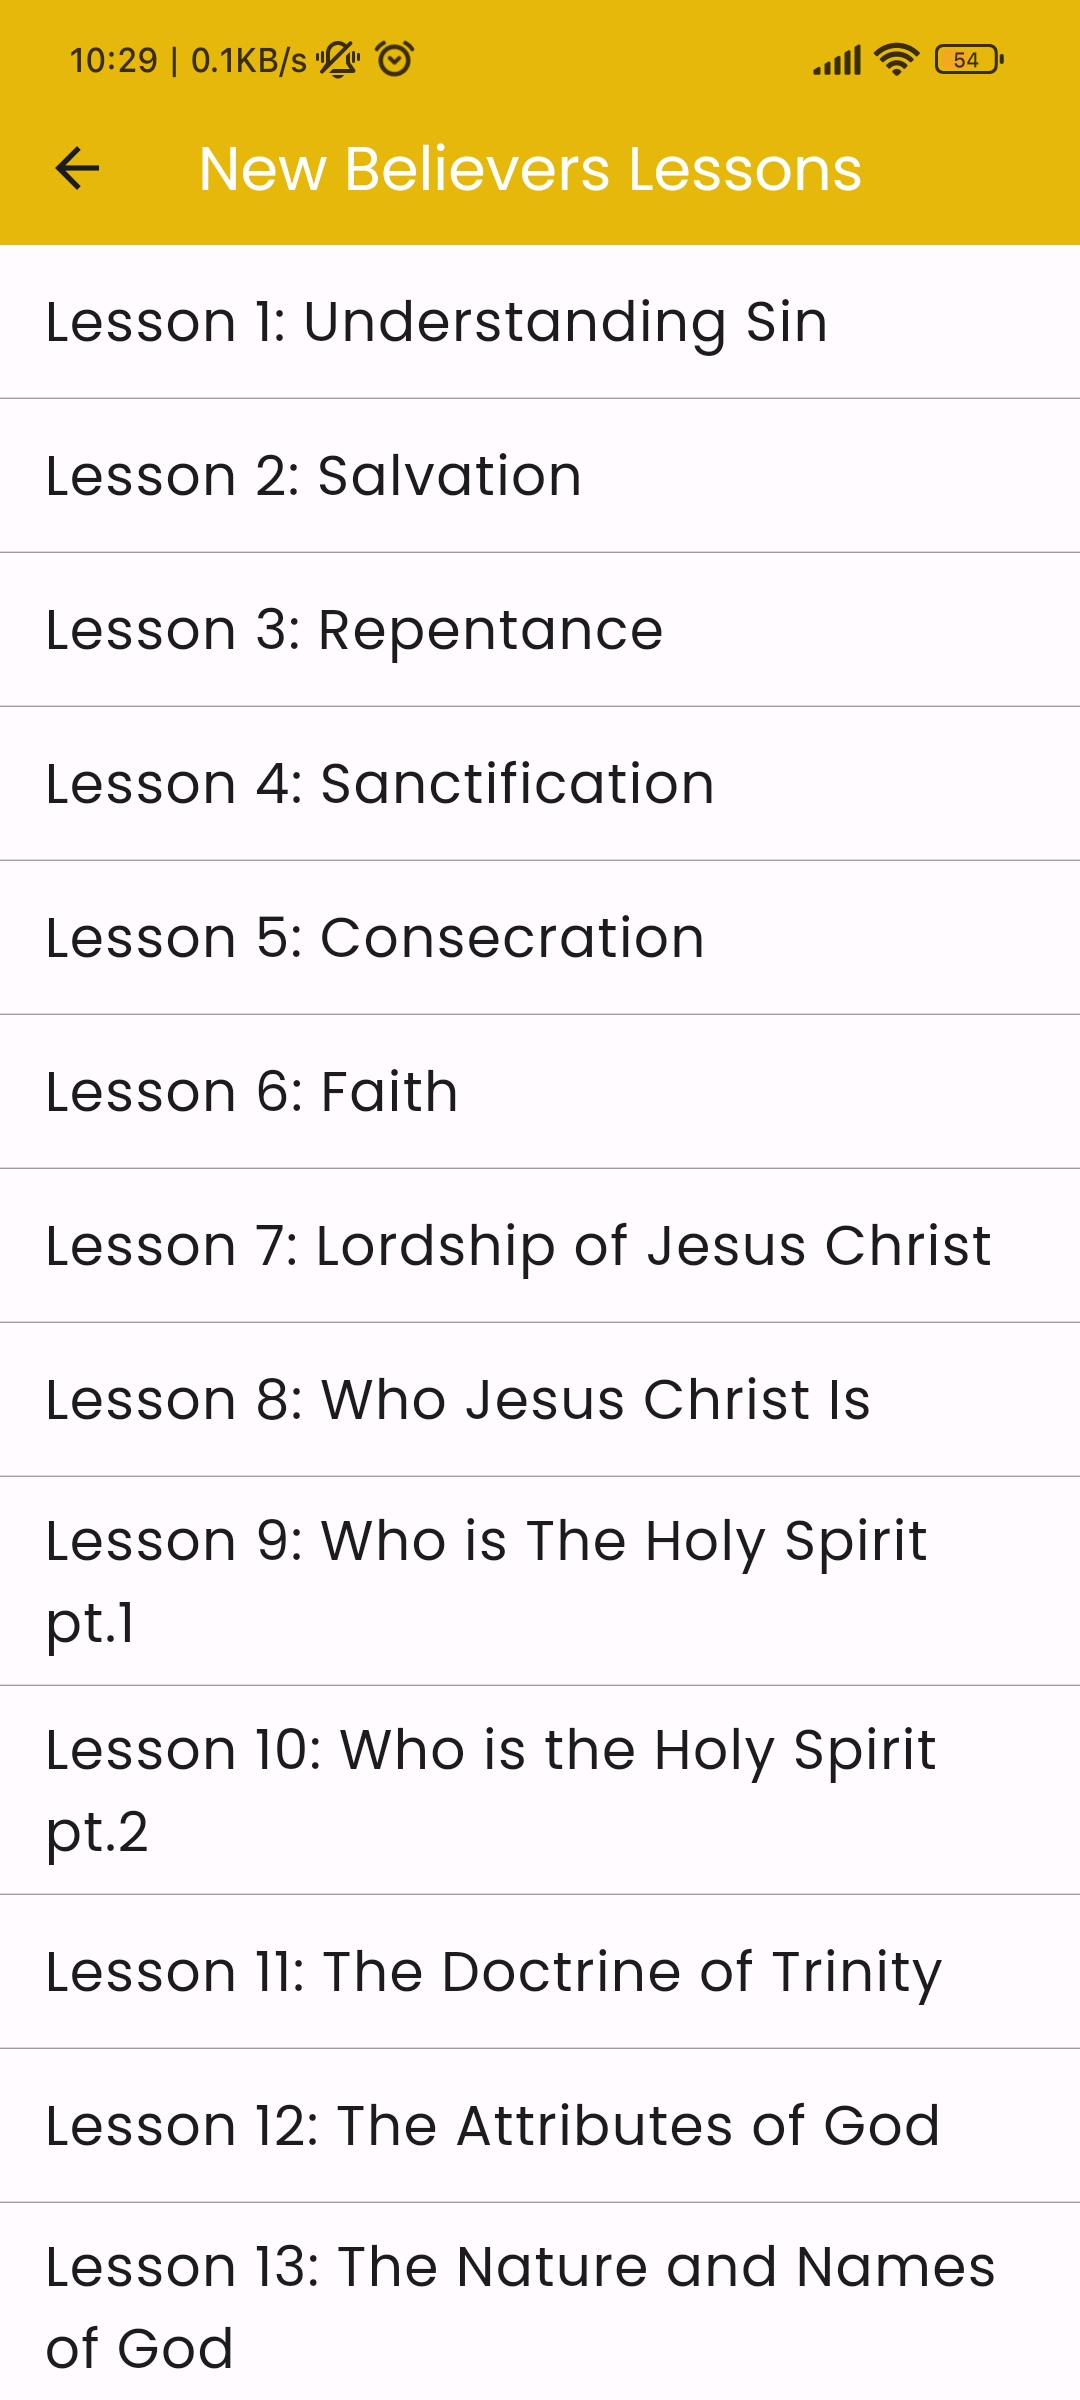 10:29 | 0.1KB/s
54
New Believers Lessons
Lesson 1: Understanding Sin
Lesson 2: Salvation
Lesson 3: Repentance
Lesson 4: Sanctification
Lesson 5: Consecration
Lesson 6: Faith
Lesson 7: Lordship of Jesus Christ
Lesson 8: Who Jesus Christ Is
Lesson 9: Who is The Holy Spirit
pt.1
Lesson 10: Who is the Holy Spirit
pt.2
Lesson 11: The Doctrine of Trinity
Lesson 12: The Attributes of God
Lesson 13: The Nature and Names
of God